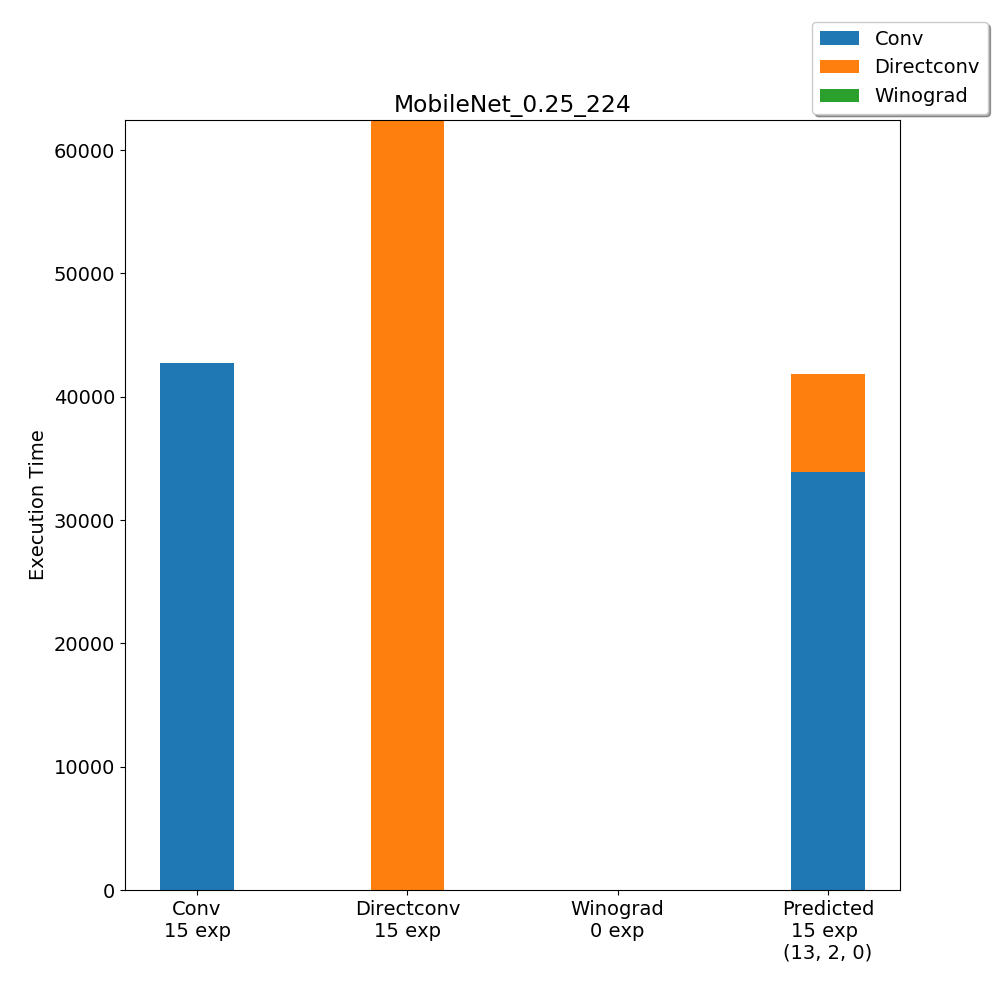 Conv
Directconv
Winograd
MobileNet_0.25_224
60000
50000
40000
30000
20000
10000
0
Execution Time
Conv
15 exp
Directconv
15 exp
Winograd
0 exp
Predicted
15 exp
(13, 2, 0)